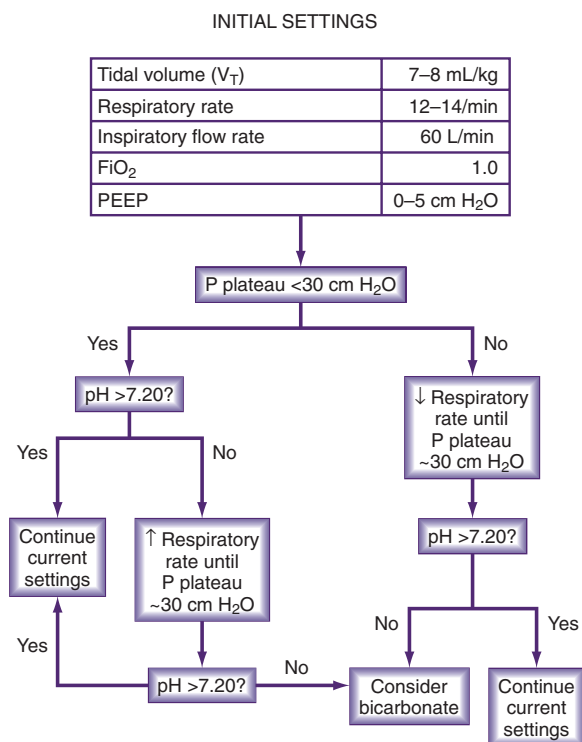 INITIAL SETTINGS
Tidal volume (V_T) 7–8 mL/kg
Respiratory rate 12–14/min
Inspiratory flow rate 60 L/min
FiO₂ 1.0
PEEP 0–5 cm H₂O
P plateau <30 cm H₂O
Yes
No
pH >7.20?
↓ Respiratory
rate until
P plateau
~30 cm H₂O
Yes
No
Continue
current
settings
↑ Respiratory
rate until
P plateau
~30 cm H₂O
pH >7.20?
No
Yes
Yes
pH >7.20?
No
Consider
bicarbonate
Continue
current
settings